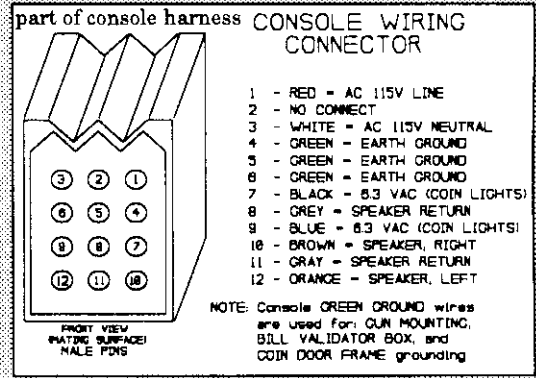 part of console harness
CONSOLE WIRING
CONNECTOR
1 - RED = AC 115V LINE
2 - NO CONNECT
3 - WHITE = AC 115V NEUTRAL
4 - GREEN = EARTH GROUND
5 - GREEN = EARTH GROUND
6 - GREEN = EARTH GROUND
7 - BLACK = 6.3 VAC (COIN LIGHTS)
8 - GREY = SPEAKER RETURN
9 - BLUE = 6.3 VAC (COIN LIGHTS)
10 - BROWN = SPEAKER, RIGHT
11 - GRAY = SPEAKER RETURN
12 - ORANGE = SPEAKER, LEFT
3 2 1
6 5 4
9 8 7
12 11 10
FRONT VIEW
(MATING SURFACE)
MALE PINS
NOTE: Console GREEN GROUND wires
are used for: GUN MOUNTING,
BILL VALIDATOR BOX, and
COIN DOOR FRAME grounding